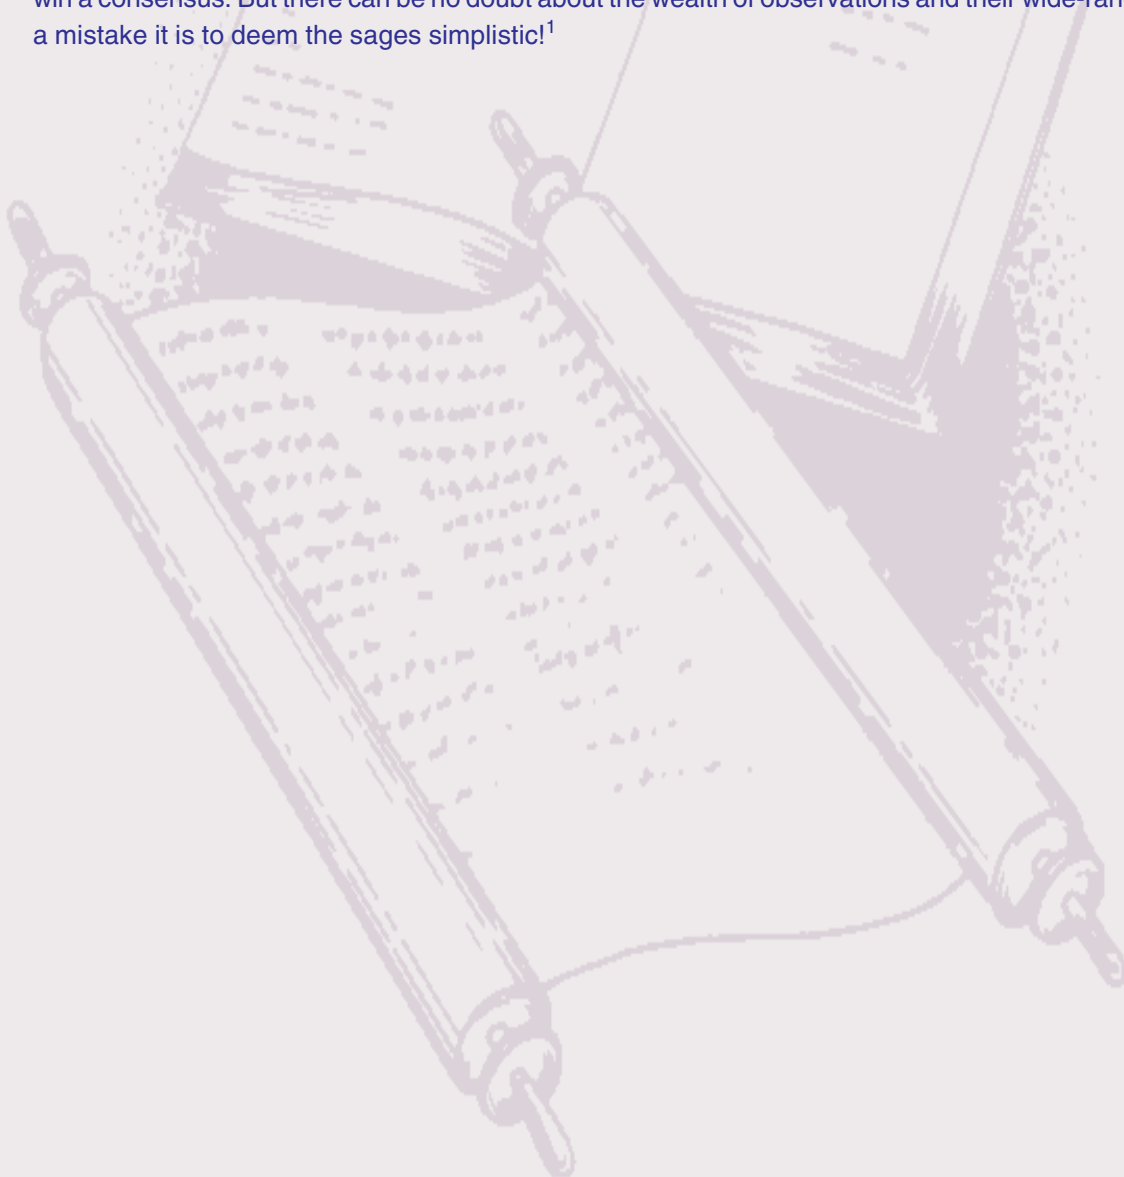 win a consensus. But there can be no doubt about the wealth of observations and their wide-ran
a mistake it is to deem the sages simplistic!1